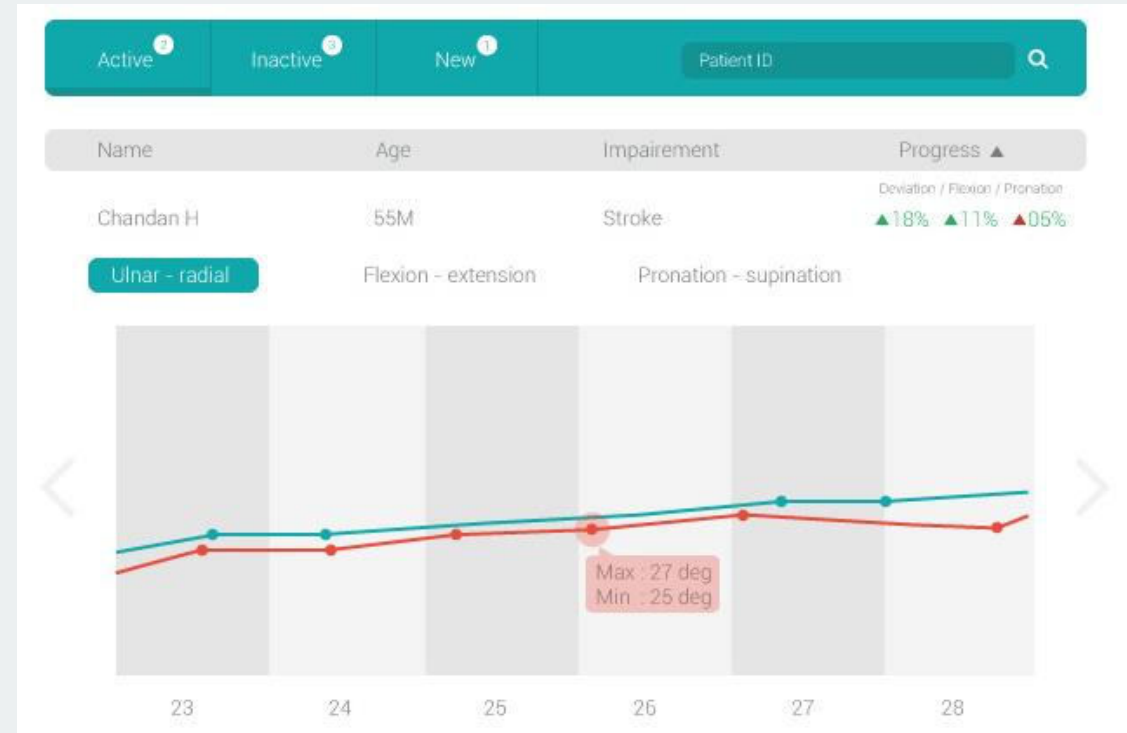 Active 2 Inactive 3 New 1 Patient ID
Name Age Impairement Progress ▲
Deviation / Flexion / Pronation
Chandan H 55M Stroke ▲18% ▲11% ▲05%
Ulnar - radial Flexion - extension Pronation - supination
Max : 27 deg
Min : 25 deg
23 24 25 26 27 28